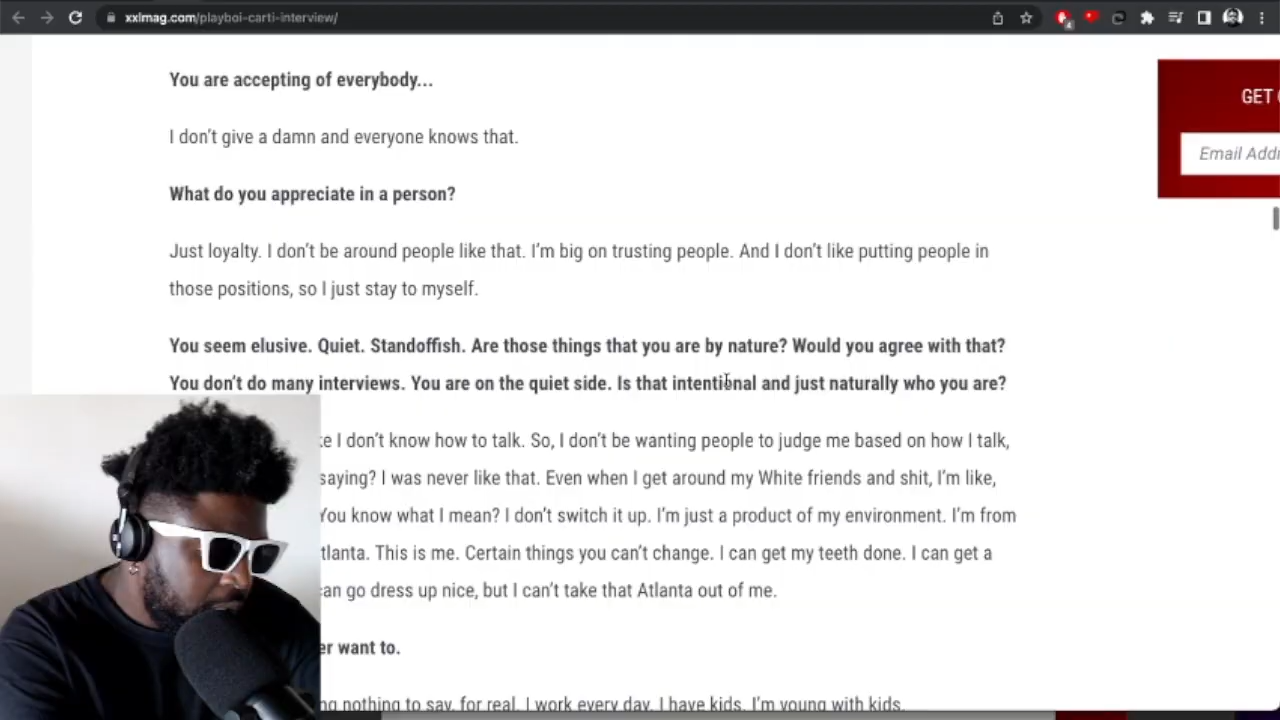 xxlmag.com/playboi-carti-interview/
4
You are accepting of everybody...
GET
I don't give a damn and everyone knows that.
Email Addr
What do you appreciate in a person?
Just loyalty. I don't be around people like that. I'm big on trusting people. And I don't like putting people in
those positions, so I just stay to myself.
You seem elusive. Quiet. Standoffish. Are those things that you are by nature? Would you agree with that?
You don't do many interviews. You are on the quiet side. Is that intentional and just naturally who you are?
I don't know how to talk. So, I don't be wanting people to judge me based on how I talk,
saying? I was never like that. Even when I get around my White friends and shit, I'm like,
You know what I mean? I don't switch it up. I'm just a product of my environment. I'm from
tlanta. This is me. Certain things you can't change. I can get my teeth done. I can get a
an go dress up nice, but I can't take that Atlanta out of me.
er want to.
ng nothing to say, for real. I work every day. I have kids. I'm young with kids.